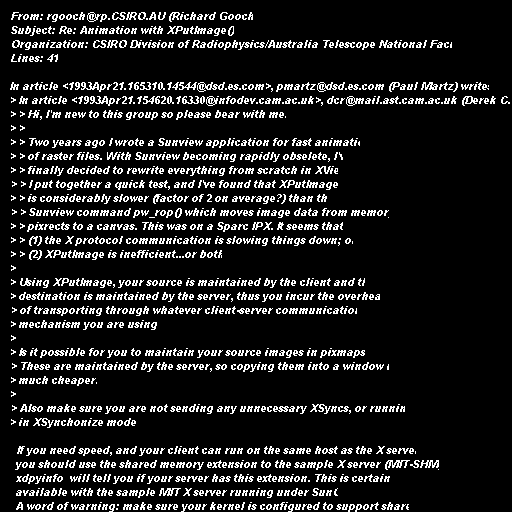 From: rgooch@rp.CSIRO.AU (Richard Gooch
Subject: Re: Animation with XPutImage()
Organization: CSIRO Division of Radiophysics/Australia Telescope National Faci
Lines: 41

In article <1993Apr21.165310.14544@dsd.es.com>, pmartz@dsd.es.com (Paul Martz) write
> In article <1993Apr21.154620.16330@infodev.cam.ac.uk>, dcr@mail.ast.cam.ac.uk (Derek C.
> > Hi, I'm new to this group so please bear with me.
> >
> > Two years ago I wrote a Sunview application for fast animati
> > of raster files. With Sunview becoming rapidly obselete, I'v
> > finally decided to rewrite everything from scratch in XVie
> > I put together a quick test, and I've found that XPutImage
> > is considerably slower (factor of 2 on average?) than th
> > Sunview command pw_rop() which moves image data from memor
> > pixrects to a canvas. This was on a Sparc IPX. It seems that
> > (1) the X protocol communication is slowing things down; o
> > (2) XPutImage is inefficient...or both
>
> Using XPutImage, your source is maintained by the client and th
> destination is maintained by the server, thus you incur the overhea
> of transporting through whatever client-server communication
> mechanism you are using
>
> Is it possible for you to maintain your source images in pixmaps
> These are maintained by the server, so copying them into a window i
> much cheaper.
>
> Also make sure you are not sending any unnecessary XSyncs, or runnin
> in XSynchonize mode

If you need speed, and your client can run on the same host as the X serve
you should use the shared memory extension to the sample X server (MIT-SHM
xdpyinfo will tell you if your server has this extension. This is certain
available with the sample MIT X server running under SunO
A word of warning: make sure your kernel is configured to support share